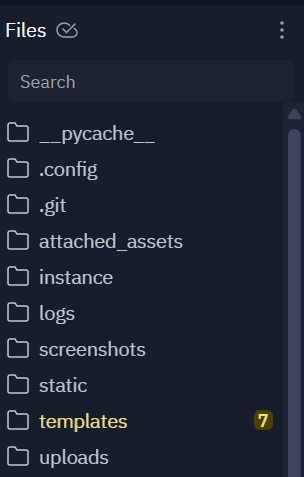 Files
Search
__pycache__
.config
.git
attached_assets
instance
logs
screenshots
static
templates 7
uploads